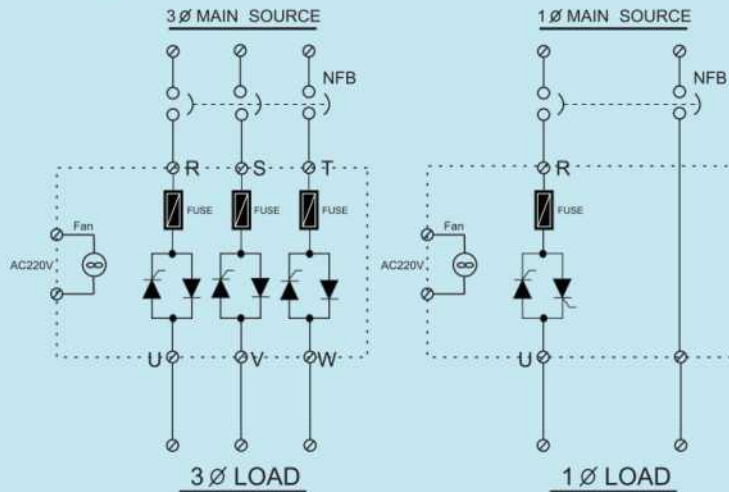 3 Ø MAIN SOURCE
NFB
R S T
FUSE FUSE FUSE
Fan
AC220V
U V W
3 Ø LOAD
1 Ø MAIN SOURCE
NFB
R
FUSE
Fan
AC220V
U
1 Ø LOAD